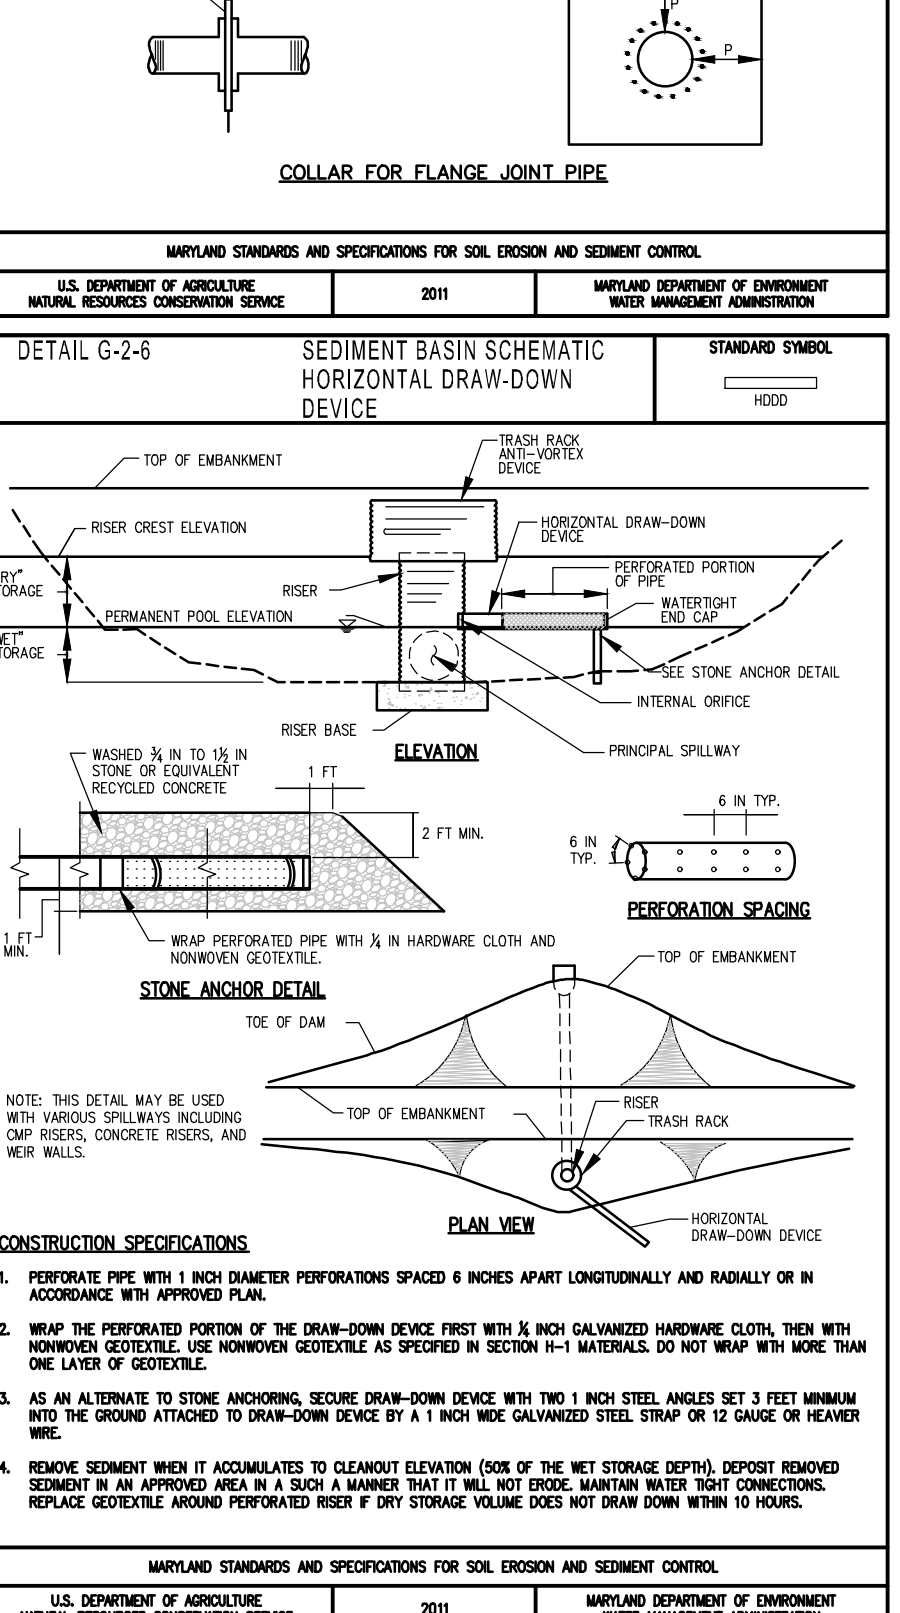 P
P
COLLAR FOR FLANGE JOINT PIPE
MARYLAND STANDARDS AND SPECIFICATIONS FOR SOIL EROSION AND SEDIMENT CONTROL
U.S. DEPARTMENT OF AGRICULTURE
NATURAL RESOURCES CONSERVATION SERVICE
2011
MARYLAND DEPARTMENT OF ENVIRONMENT
WATER MANAGEMENT ADMINISTRATION
DETAIL G-2-6
SEDIMENT BASIN SCHEMATIC
HORIZONTAL DRAW-DOWN
DEVICE
STANDARD SYMBOL
HDDD
TRASH RACK
ANTI-VORTEX
DEVICE
TOP OF EMBANKMENT
RISER CREST ELEVATION
HORIZONTAL DRAW-DOWN
DEVICE
PERFORATED PORTION
OF PIPE
RISER
WATERTIGHT
END CAP
PERMANENT POOL ELEVATION
SEE STONE ANCHOR DETAIL
INTERNAL ORIFICE
RISER BASE
ELEVATION
PRINCIPAL SPILLWAY
WASHED ¾ IN TO 1½ IN
STONE OR EQUIVALENT
RECYCLED CONCRETE
1 FT
2 FT MIN.
6 IN TYP.
6 IN
TYP.
PERFORATION SPACING
1 FT
MIN.
WRAP PERFORATED PIPE WITH ¼ IN HARDWARE CLOTH AND
NONWOVEN GEOTEXTILE.
STONE ANCHOR DETAIL
TOP OF EMBANKMENT
TOE OF DAM
NOTE: THIS DETAIL MAY BE USED
WITH VARIOUS SPILLWAYS INCLUDING
CMP RISERS, CONCRETE RISERS, AND
WEIR WALLS.
TOP OF EMBANKMENT
RISER
TRASH RACK
PLAN VIEW
HORIZONTAL
DRAW-DOWN DEVICE
CONSTRUCTION SPECIFICATIONS
1. PERFORATE PIPE WITH 1 INCH DIAMETER PERFORATIONS SPACED 6 INCHES APART LONGITUDINALLY AND RADIALLY OR IN
ACCORDANCE WITH APPROVED PLAN.
2. WRAP THE PERFORATED PORTION OF THE DRAW-DOWN DEVICE FIRST WITH ¼ INCH GALVANIZED HARDWARE CLOTH, THEN WITH
NONWOVEN GEOTEXTILE. USE NONWOVEN GEOTEXTILE AS SPECIFIED IN SECTION H-1 MATERIALS. DO NOT WRAP WITH MORE THAN
ONE LAYER OF GEOTEXTILE.
3. AS AN ALTERNATE TO STONE ANCHORING, SECURE DRAW-DOWN DEVICE WITH TWO 1 INCH STEEL ANGLES SET 3 FEET MINIMUM
INTO THE GROUND ATTACHED TO DRAW-DOWN DEVICE BY A 1 INCH WIDE GALVANIZED STEEL STRAP OR 12 GAUGE OR HEAVIER
WIRE.
4. REMOVE SEDIMENT WHEN IT ACCUMULATES TO CLEANOUT ELEVATION (50% OF THE WET STORAGE DEPTH). DEPOSIT REMOVED
SEDIMENT IN AN APPROVED AREA IN A SUCH A MANNER THAT IT WILL NOT ERODE. MAINTAIN WATER TIGHT CONNECTIONS.
REPLACE GEOTEXTILE AROUND PERFORATED RISER IF DRY STORAGE VOLUME DOES NOT DRAW DOWN WITHIN 10 HOURS.
MARYLAND STANDARDS AND SPECIFICATIONS FOR SOIL EROSION AND SEDIMENT CONTROL
U.S. DEPARTMENT OF AGRICULTURE
2011
MARYLAND DEPARTMENT OF ENVIRONMENT